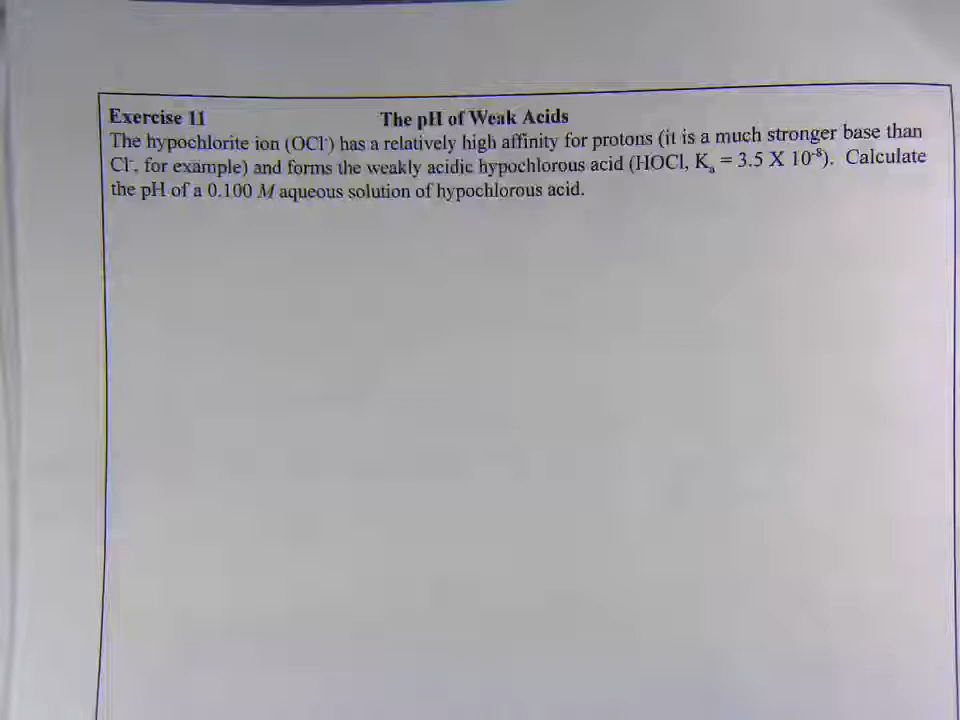 Exercise 11 The pH of Weak Acids
The hypochlorite ion (OCl⁻) has a relatively high affinity for protons (it is a much stronger base than
Cl⁻, for example) and forms the weakly acidic hypochlorous acid (HOCl, Kₐ = 3.5 X 10⁻⁸). Calculate
the pH of a 0.100 M aqueous solution of hypochlorous acid.